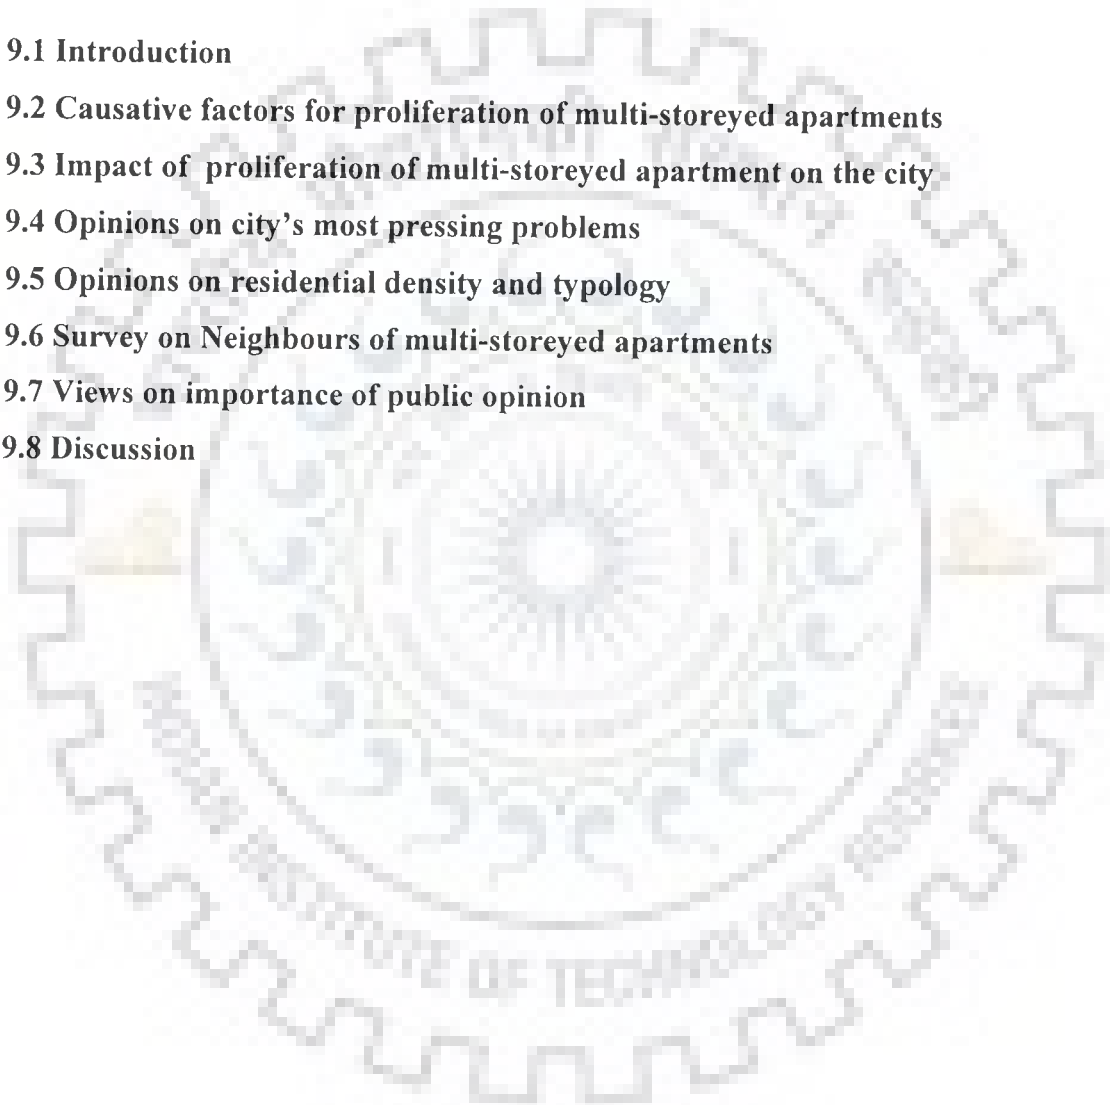 9.1 Introduction
9.2 Causative factors for proliferation of multi-storeyed apartments
9.3 Impact of proliferation of multi-storeyed apartment on the city
9.4 Opinions on city's most pressing problems
9.5 Opinions on residential density and typology
9.6 Survey on Neighbours of multi-storeyed apartments
9.7 Views on importance of public opinion
9.8 Discussion
INSTITUTE OF TECHNOLOGY